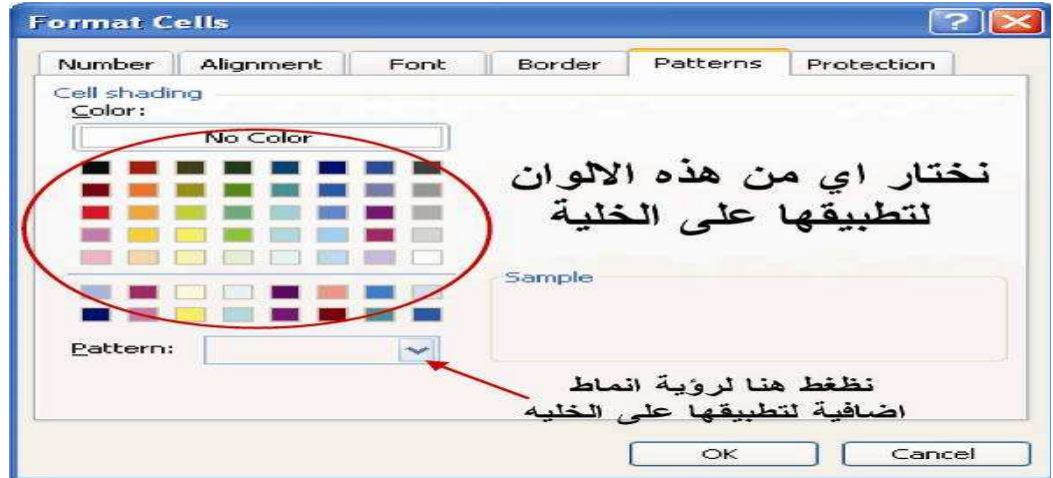 Format Cells
Number Alignment Font Border Patterns Protection
Cell shading
Color:
No Color
نختار اي من هذه الالوان
لتطبيقها على الخلية
Sample
Pattern:
نظغط هنا لرؤية انماط
اضافية لتطبيقها على الخليه
OK Cancel